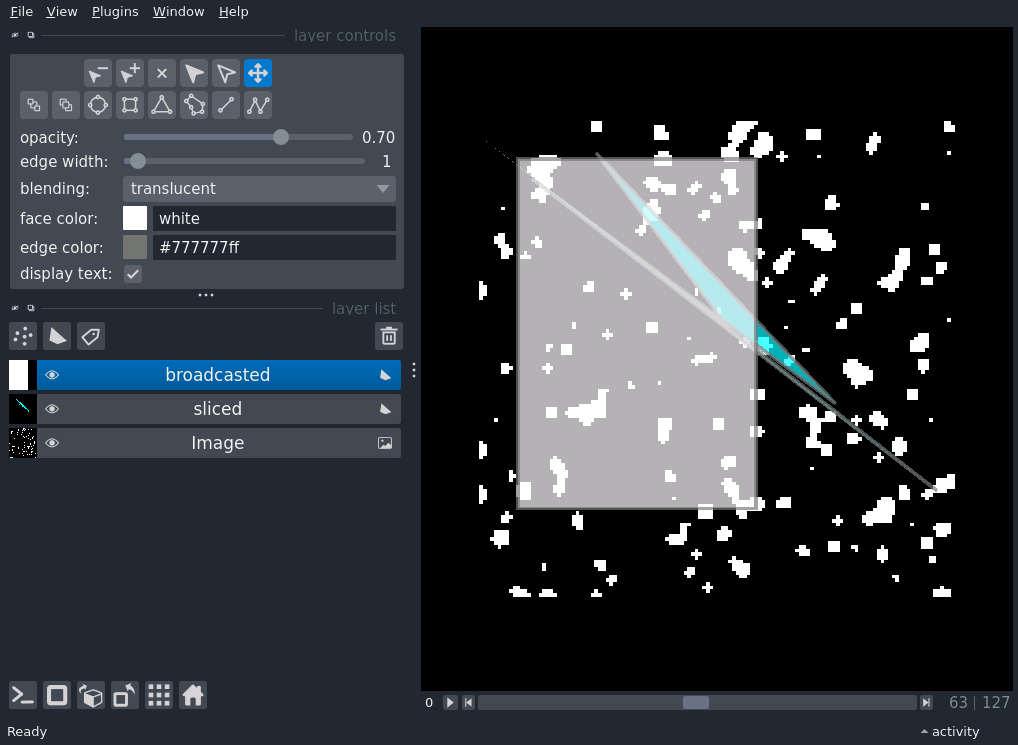 File View Plugins Window Help
layer controls
opacity: 0.70
edge width: 1
blending: translucent
face color: white
edge color: #777777ff
display text:
layer list
broadcasted
sliced
Image
0 63 | 127
Ready activity